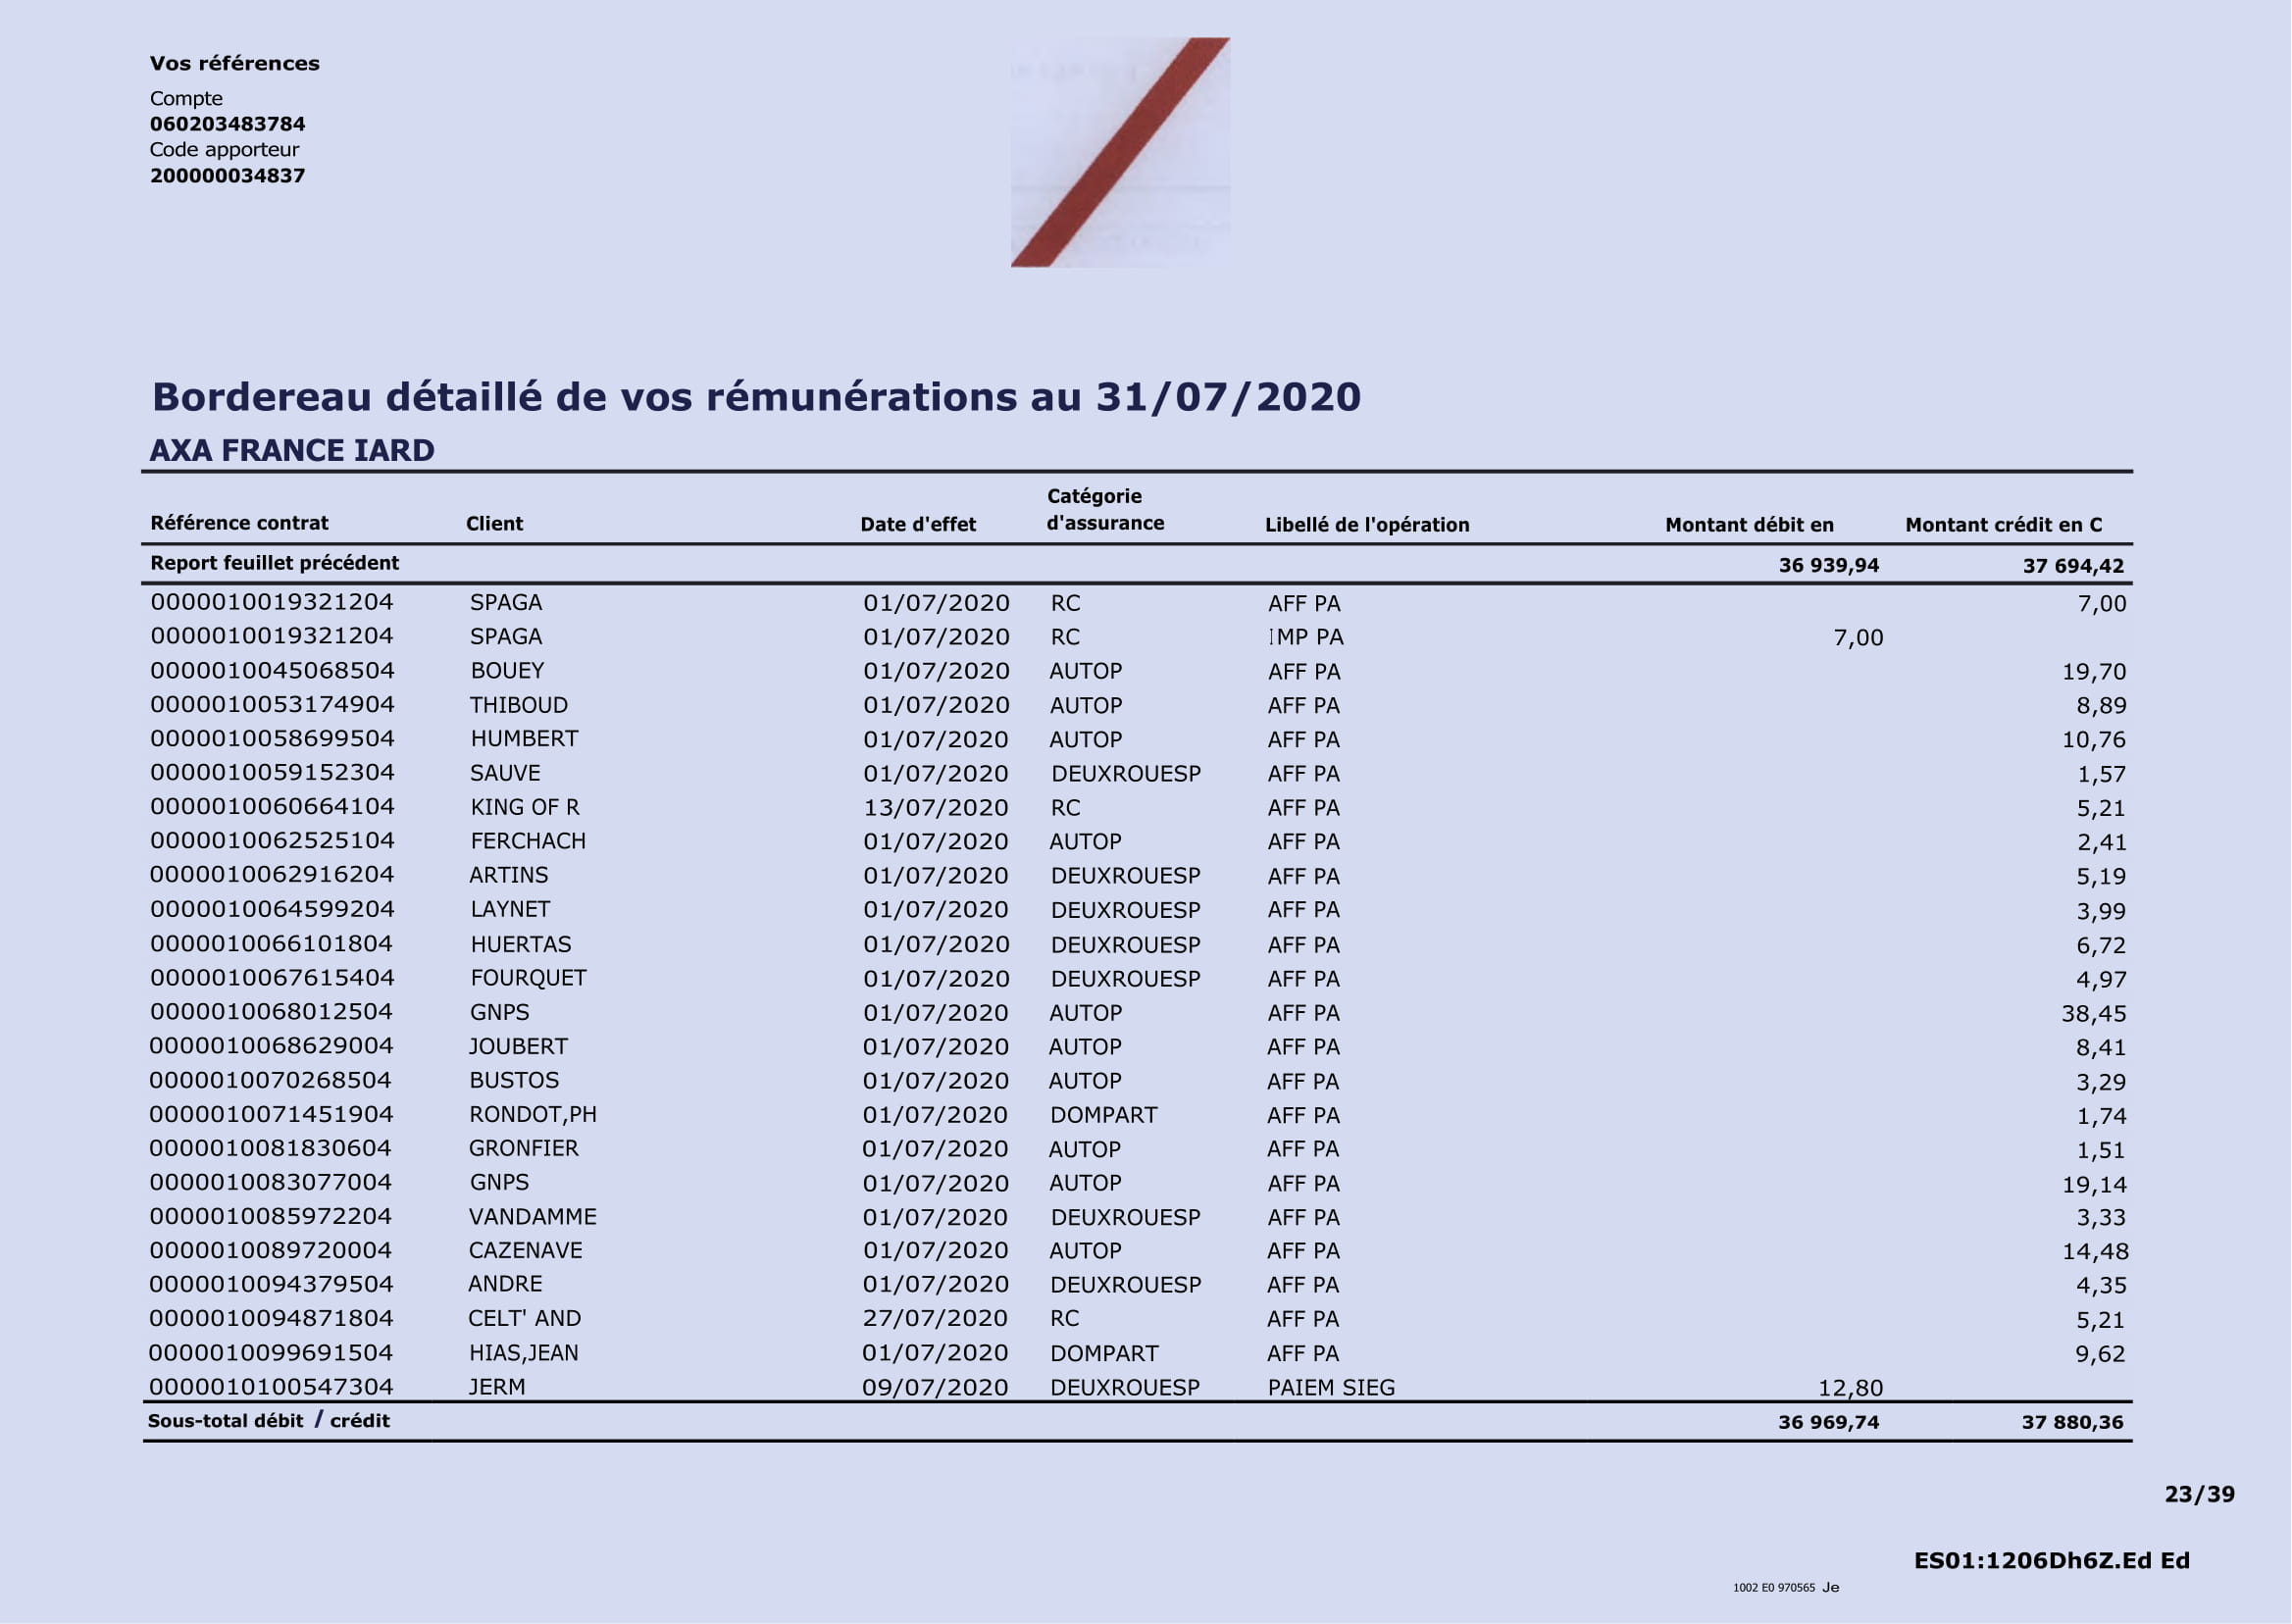 Vos références
Compte
060203483784
Code apporteur
200000034837
Bordereau détaillé de vos rémunérations au 31/07/2020
AXA FRANCE IARD
Référence contrat Client Date d'effet Catégorie d'assurance Libellé de l'opération Montant débit en Montant crédit en C
Report feuillet précédent 36 939,94 37 694,42
0000010019321204 SPAGA 01/07/2020 RC AFF PA 7,00
0000010019321204 SPAGA 01/07/2020 RC IMP PA 7,00
0000010045068504 BOUEY 01/07/2020 AUTOP AFF PA 19,70
0000010053174904 THIBOUD 01/07/2020 AUTOP AFF PA 8,89
0000010058699504 HUMBERT 01/07/2020 AUTOP AFF PA 10,76
0000010059152304 SAUVE 01/07/2020 DEUXROUESP AFF PA 1,57
0000010060664104 KING OF R 13/07/2020 RC AFF PA 5,21
0000010062525104 FERCHACH 01/07/2020 AUTOP AFF PA 2,41
0000010062916204 ARTINS 01/07/2020 DEUXROUESP AFF PA 5,19
0000010064599204 LAYNET 01/07/2020 DEUXROUESP AFF PA 3,99
0000010066101804 HUERTAS 01/07/2020 DEUXROUESP AFF PA 6,72
0000010067615404 FOURQUET 01/07/2020 DEUXROUESP AFF PA 4,97
0000010068012504 GNPS 01/07/2020 AUTOP AFF PA 38,45
0000010068629004 JOUBERT 01/07/2020 AUTOP AFF PA 8,41
0000010070268504 BUSTOS 01/07/2020 AUTOP AFF PA 3,29
0000010071451904 RONDOT,PH 01/07/2020 DOMPART AFF PA 1,74
0000010081830604 GRONFIER 01/07/2020 AUTOP AFF PA 1,51
0000010083077004 GNPS 01/07/2020 AUTOP AFF PA 19,14
0000010085972204 VANDAMME 01/07/2020 DEUXROUESP AFF PA 3,33
0000010089720004 CAZENAVE 01/07/2020 AUTOP AFF PA 14,48
0000010094379504 ANDRE 01/07/2020 DEUXROUESP AFF PA 4,35
0000010094871804 CELT' AND 27/07/2020 RC AFF PA 5,21
0000010099691504 HIAS,JEAN 01/07/2020 DOMPART AFF PA 9,62
0000010100547304 JERM 09/07/2020 DEUXROUESP PAIEM SIEG 12,80
Sous-total débit / crédit 36 969,74 37 880,36
23/39
ES01:1206Dh6Z.Ed Ed
1002 E0 970565 Je